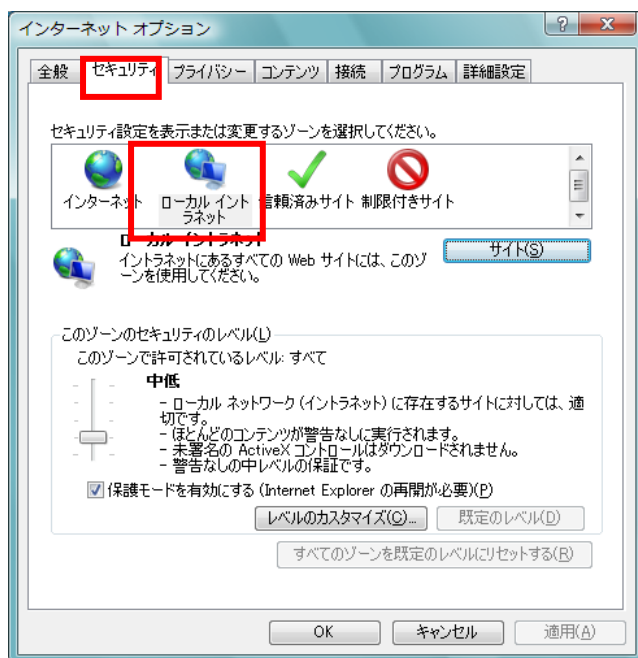 インターネット オプション
全般 セキュリティ プライバシー コンテンツ 接続 プログラム 詳細設定
セキュリティ設定を表示または変更するゾーンを選択してください。
インターネット ローカル イント 信頼済みサイト 制限付きサイト
ラネット
ローカル イントラネット
イントラネットにあるすべての Web サイトには、このゾ
ーンを使用してください。
サイト(S)
このゾーンのセキュリティのレベル(L)
このゾーンで許可されているレベル: すべて
中低
- ローカル ネットワーク (イントラネット) に存在するサイトに対しては、適
切です。
- ほとんどのコンテンツが警告なしに実行されます。
- 未署名の ActiveX コントロールはダウンロードされません。
- 警告なしの中レベルの保証です。
保護モードを有効にする (Internet Explorer の再開が必要)(P)
レベルのカスタマイズ(C)... 既定のレベル(D)
すべてのゾーンを既定のレベルにリセットする(R)
OK キャンセル 適用(A)